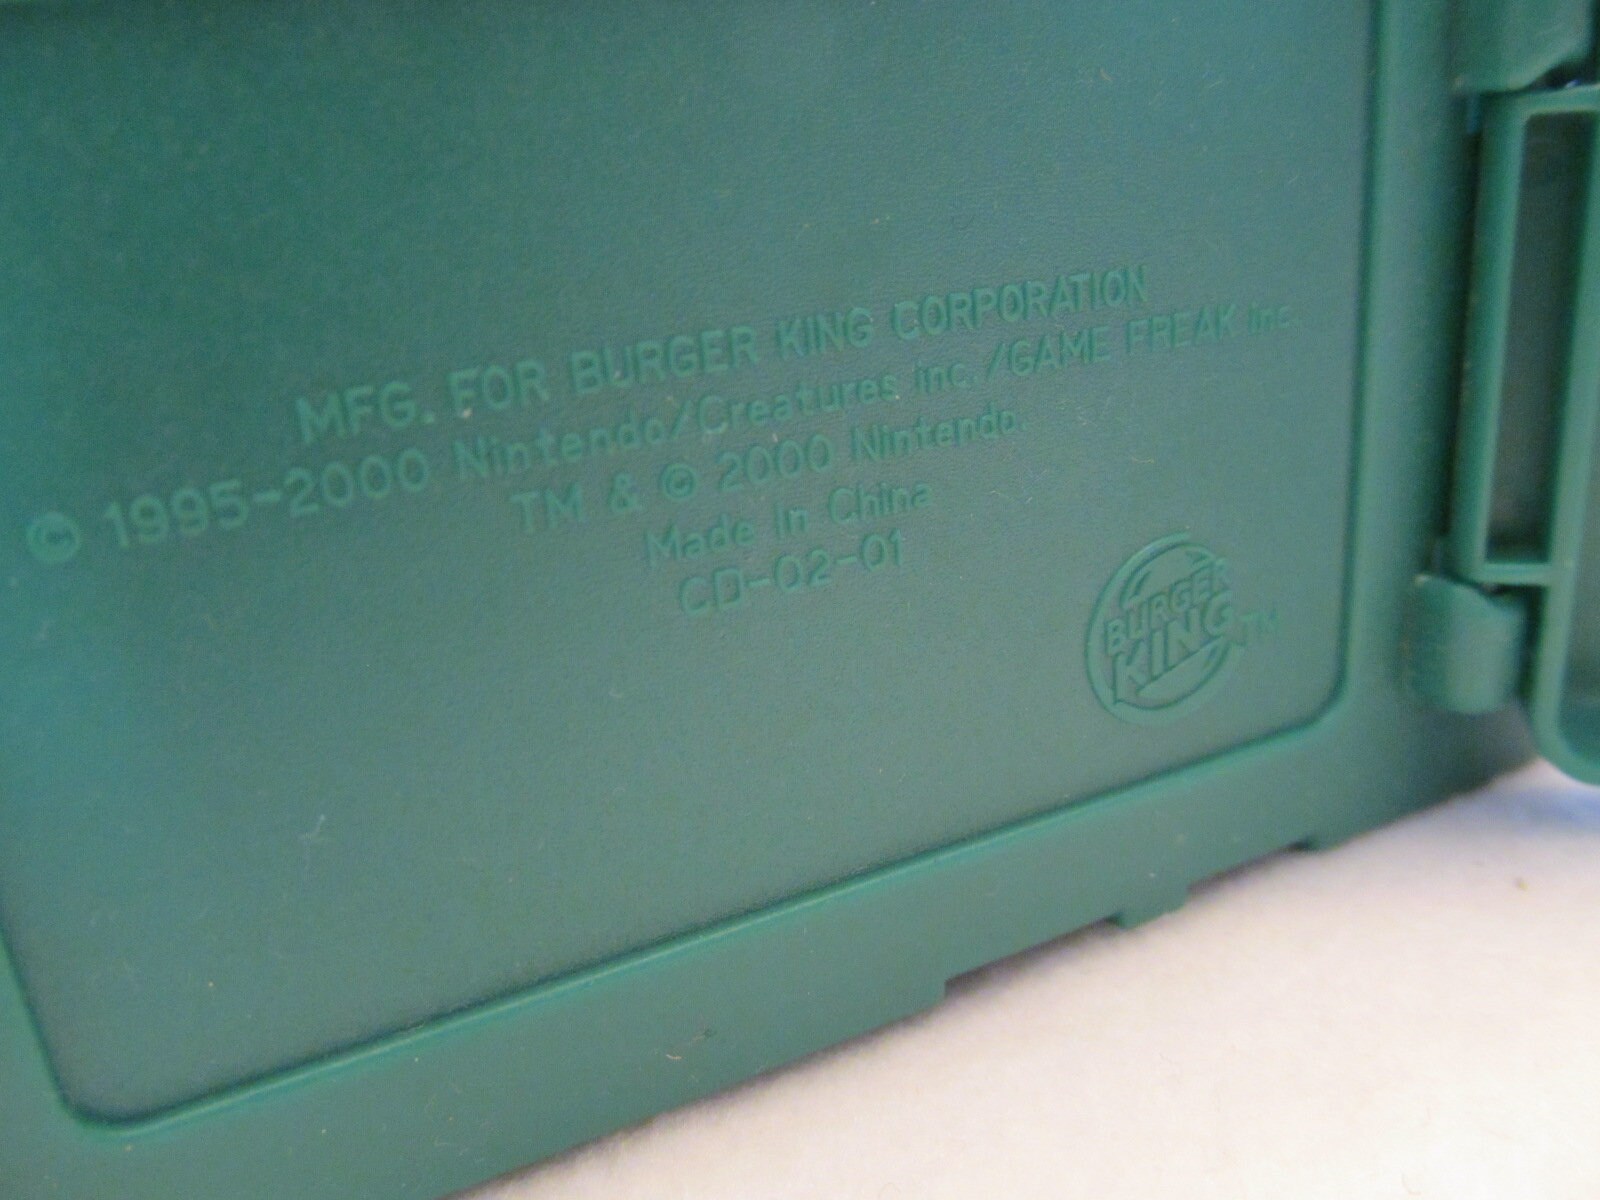 MFG. FOR BURGER KING CORPORATION
© 1995-2000 Nintendo/Creatures inc./GAME FREAK inc.
TM & © 2000 Nintendo.
Made In China
CD-02-01
BURGER
KING TM